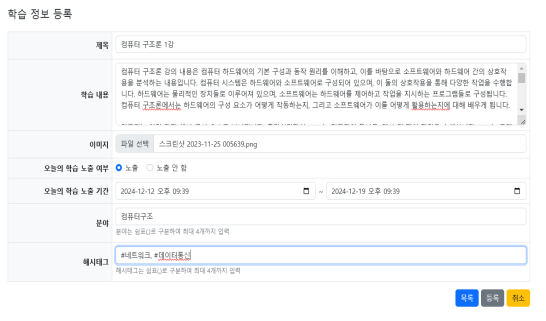 학습 정보 등록
제목
컴퓨터 구조론 1강
학습 내용
컴퓨터 구조론 강의 내용은 컴퓨터 하드웨어의 기본 구성과 동작 원리를 이해하고, 이를 바탕으로 소프트웨어와 하드웨어 간의 상호작
용을 분석하는 내용입니다. 컴퓨터 시스템은 하드웨어와 소프트웨어로 구성되어 있으며, 이 둘의 상호작용을 통해 다양한 작업을 수행합
니다. 하드웨어는 물리적인 장치들로 이루어져 있으며, 소프트웨어는 하드웨어를 제어하고 작업을 지시하는 프로그램들로 구성됩니다.
컴퓨터 구조론에서는 하드웨어의 구성 요소가 어떻게 작동하는지, 그리고 소프트웨어가 이를 어떻게 활용하는지에 대해 배우게 됩니다.
이미지
파일 선택 스크린샷 2023-11-25 005639.png
오늘의 학습 노출 여부
노출 노출 안 함
오늘의 학습 노출 기간
2024-12-12 오후 09:39 ~ 2024-12-19 오후 09:39
분야
컴퓨터구조
분야는 쉼표(,)로 구분하여 최대 4개까지 입력
해시태그
#네트워크, #데이터통신
해시태그는 쉼표(,)로 구분하여 최대 4개까지 입력
목록 등록 취소